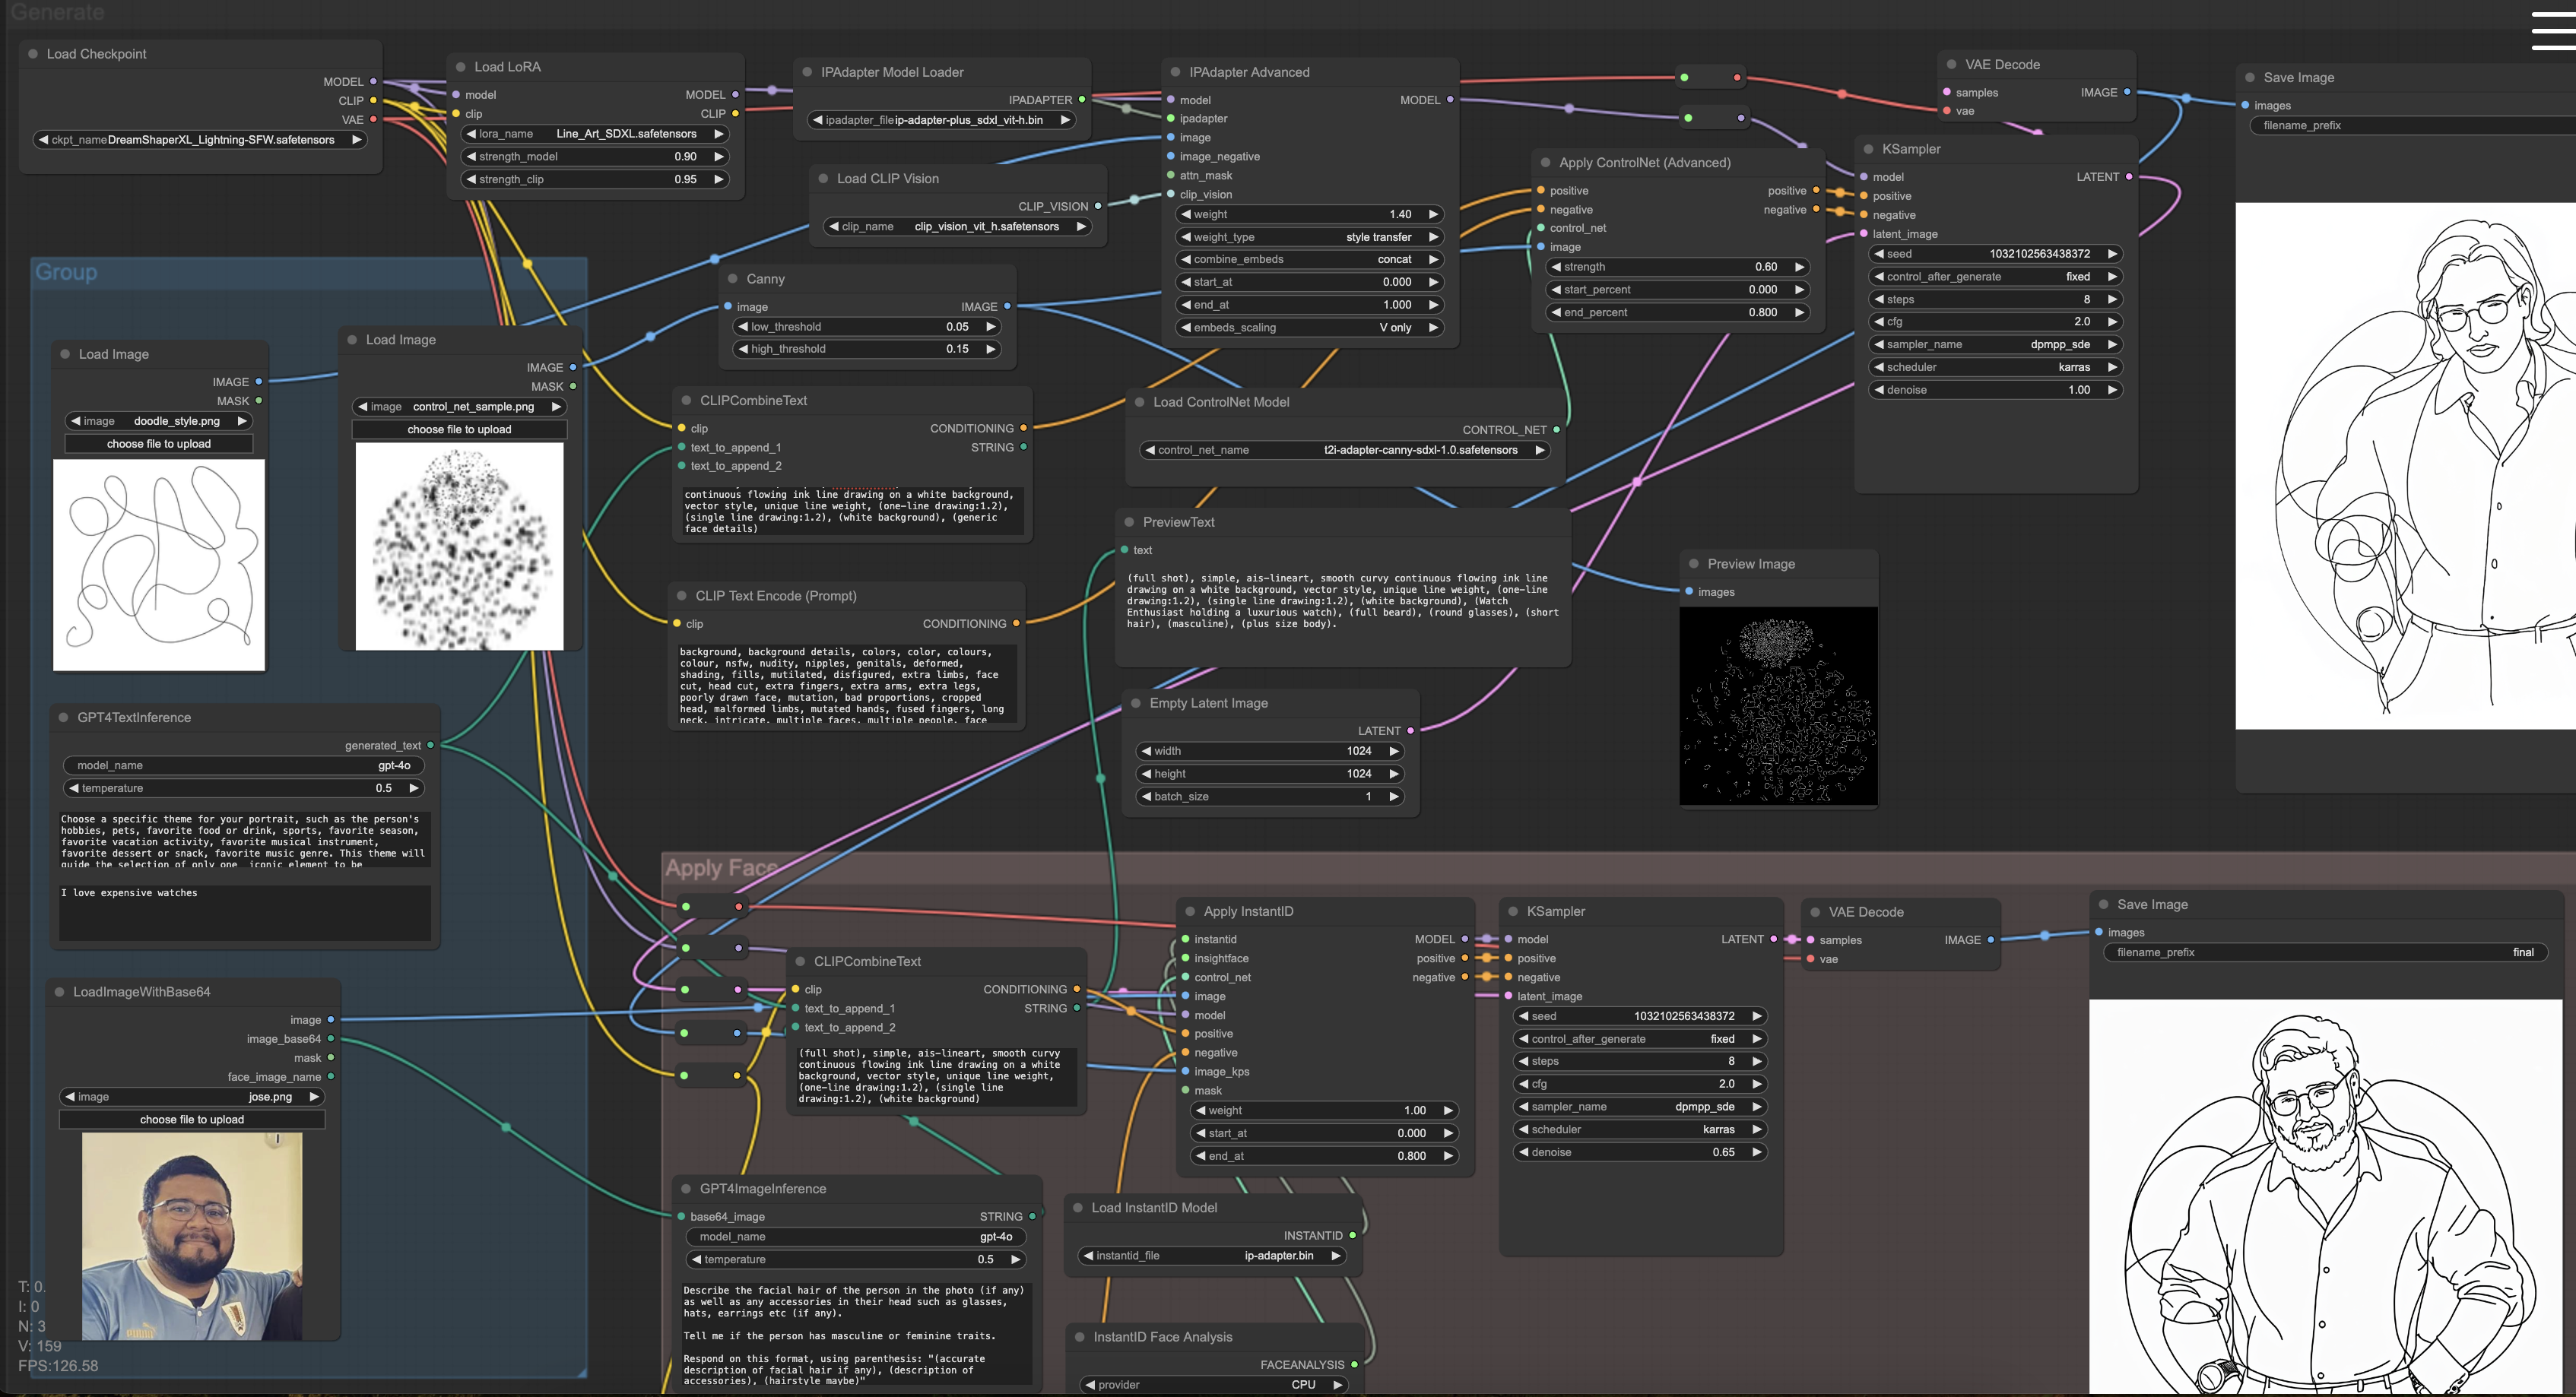 Generate
Load Checkpoint
MODEL
CLIP
VAE
ckpt_name DreamShaperXL_Lightning-SFW.safetensors
Load LoRA
model MODEL
clip CLIP
lora_name Line_Art_SDXL.safetensors
strength_model 0.90
strength_clip 0.95
IPAdapter Model Loader
IPADAPTER
ipadapter_file ip-adapter-plus_sdxl_vit-h.bin
Load CLIP Vision
CLIP_VISION
clip_name clip_vision_vit_h.safetensors
IPAdapter Advanced
model MODEL
ipadapter
image
image_negative
attn_mask
clip_vision
weight 1.40
weight_type style transfer
combine_embeds concat
start_at 0.000
end_at 1.000
embeds_scaling V only
Apply ControlNet (Advanced)
positive positive
negative negative
control_net
image
strength 0.60
start_percent 0.000
end_percent 0.800
VAE Decode
samples IMAGE
vae
KSampler
model LATENT
positive
negative
latent_image
seed 1032102563438372
control_after_generate fixed
steps 8
cfg 2.0
sampler_name dpmpp_sde
scheduler karras
denoise 1.00
Save Image
images
filename_prefix
Group
Load Image
IMAGE
MASK
image doodle_style.png
choose file to upload
Load Image
IMAGE
MASK
image control_net_sample.png
choose file to upload
Canny
image IMAGE
low_threshold 0.05
high_threshold 0.15
CLIPCombineText
clip CONDITIONING
text_to_append_1 STRING
text_to_append_2
continuous flowing ink line drawing on a white background,
vector style, unique line weight, (one-line drawing:1.2),
(single line drawing:1.2), (white background), (generic
face details)
Load ControlNet Model
CONTROL_NET
control_net_name t2i-adapter-canny-sdxl-1.0.safetensors
CLIP Text Encode (Prompt)
clip CONDITIONING
background, background details, colors, color, colours,
colour, nsfw, nudity, nipples, genitals, deformed,
shading, fills, mutilated, disfigured, extra limbs, face
cut, head cut, extra fingers, extra arms, extra legs,
poorly drawn face, mutation, bad proportions, cropped
head, malformed limbs, mutated hands, fused fingers, long
neck, intricate, multiple faces, multiple people, face
PreviewText
text
(full shot), simple, ais-lineart, smooth curvy continuous flowing ink line
drawing on a white background, vector style, unique line weight, (one-line
drawing:1.2), (single line drawing:1.2), (white background), (Watch
Enthusiast holding a luxurious watch), (full beard), (round glasses), (short
hair), (masculine), (plus size body).
Preview Image
images
Empty Latent Image
LATENT
width 1024
height 1024
batch_size 1
GPT4TextInference
generated_text
model_name gpt-4o
temperature 0.5
Choose a specific theme for your portrait, such as the person's
hobbies, pets, favorite food or drink, sports, favorite season,
favorite vacation activity, favorite musical instrument,
favorite dessert or snack, favorite music genre. This theme will
guide the selection of only one iconic element to be
I love expensive watches
LoadImageWithBase64
image
image_base64
mask
face_image_name
image jose.png
choose file to upload
PUMA
T: 0.
I: 0
N: 3
V: 159
FPS:126.58
Apply Face
CLIPCombineText
clip CONDITIONING
text_to_append_1 STRING
text_to_append_2
(full shot), simple, ais-lineart, smooth curvy
continuous flowing ink line drawing on a white
background, vector style, unique line weight,
(one-line drawing:1.2), (single line
drawing:1.2), (white background)
GPT4ImageInference
base64_image STRING
model_name gpt-4o
temperature 0.5
Describe the facial hair of the person in the photo (if any)
as well as any accessories in their head such as glasses,
hats, earrings etc (if any).
Tell me if the person has masculine or feminine traits.
Respond on this format, using parenthesis: "(accurate
description of facial hair if any), (description of
accessories), (hairstyle maybe)"
Apply InstantID
instantid MODEL
insightface positive
control_net negative
image
model
positive
negative
image_kps
mask
weight 1.00
start_at 0.000
end_at 0.800
Load InstantID Model
INSTANTID
instantid_file ip-adapter.bin
InstantID Face Analysis
FACEANALYSIS
provider CPU
KSampler
model LATENT
positive
negative
latent_image
seed 1032102563438372
control_after_generate fixed
steps 8
cfg 2.0
sampler_name dpmpp_sde
scheduler karras
denoise 0.65
VAE Decode
samples IMAGE
vae
Save Image
images
filename_prefix final